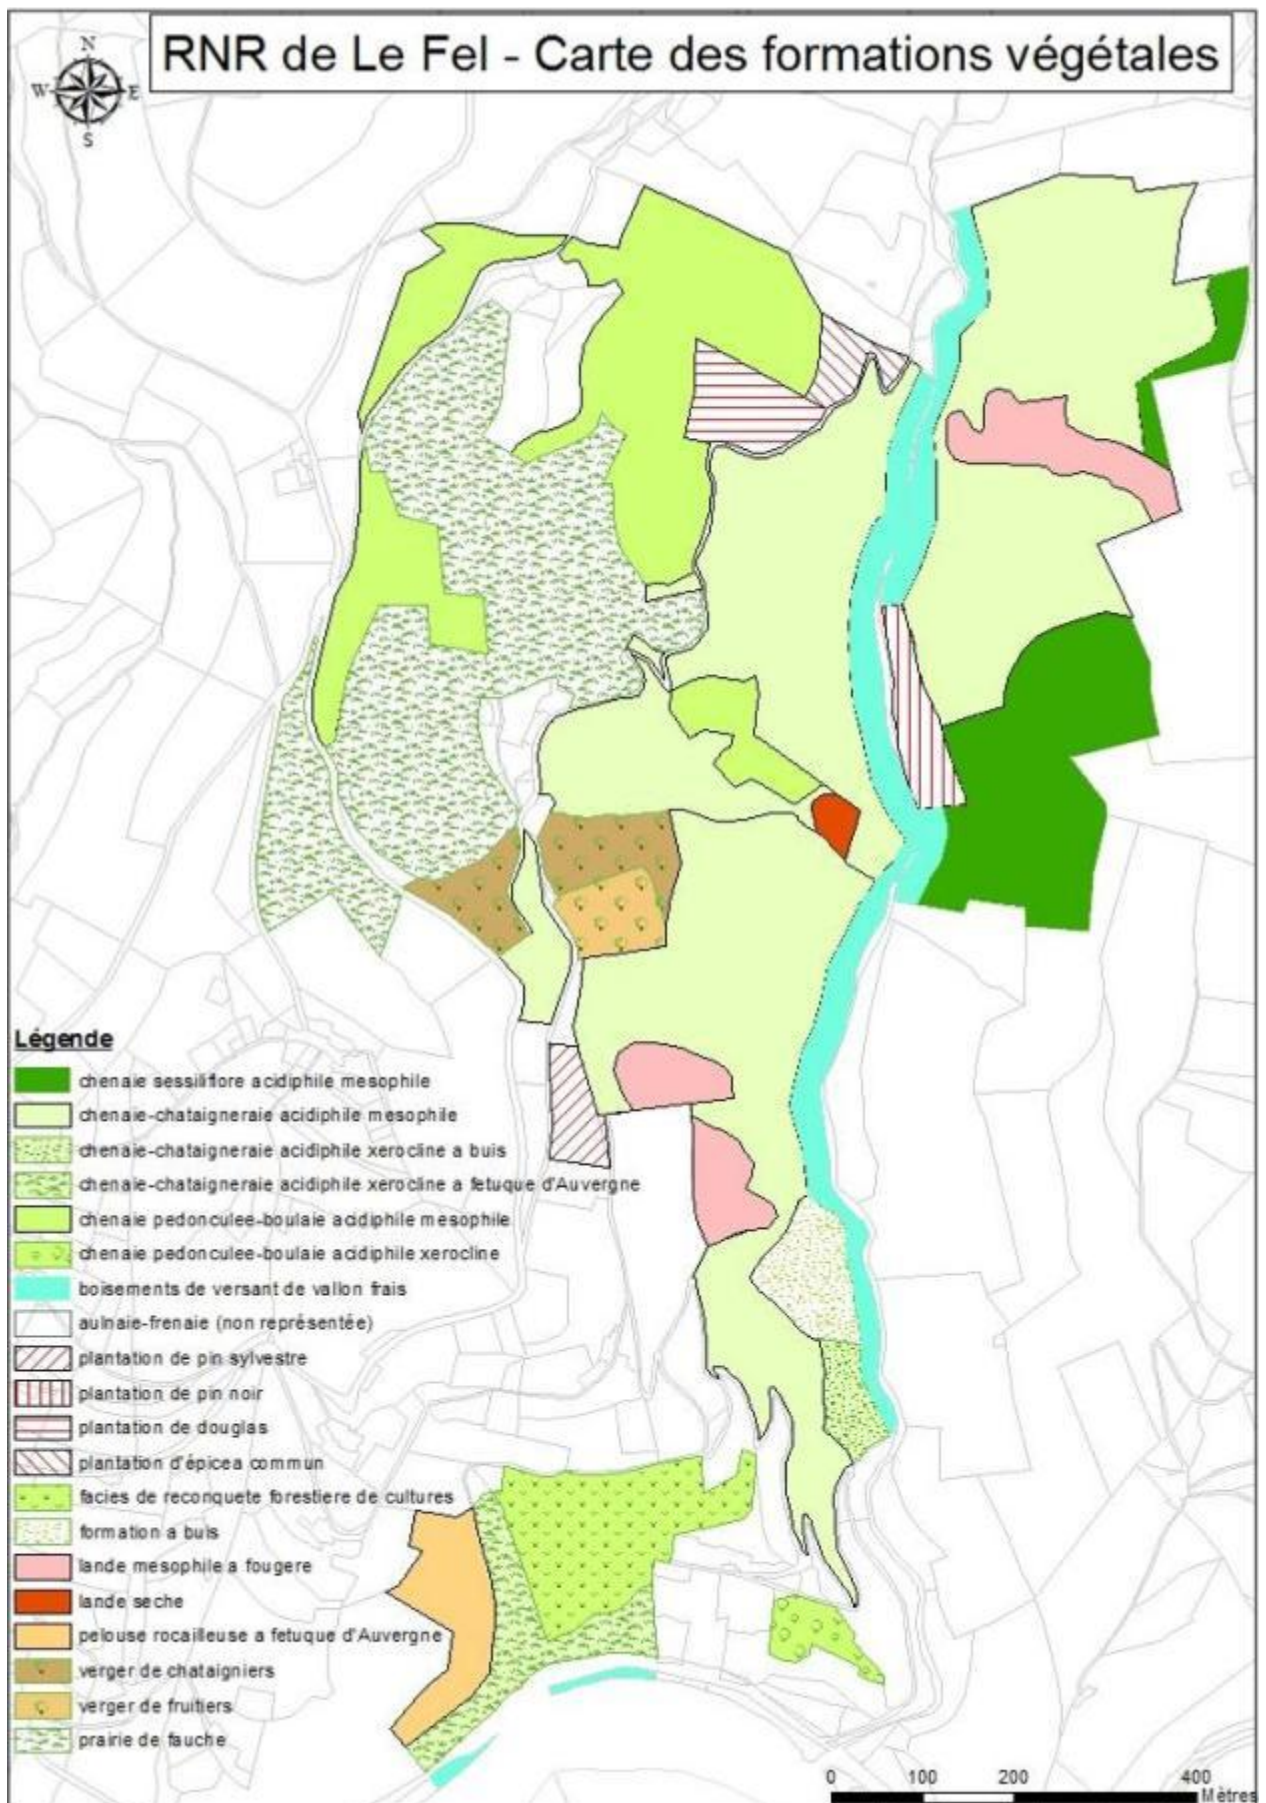 RNR de Le Fel - Carte des formations végétales
N
W E
S
Légende
chenaie sessiliflore acidiphile mesophile
chenaie-chataigneraie acidiphile mesophile
chenaie-chataigneraie acidiphile xerocline a buis
chenaie-chataigneraie acidiphile xerocline a fetuque d'Auvergne
chenaie pedonculee-boulaie acidiphile mesophile
chenaie pedonculee-boulaie acidiphile xerocline
boisements de versant de vallon frais
aulnaie-frenaie (non représentée)
plantation de pin sylvestre
plantation de pin noir
plantation de douglas
plantation d'épicea commun
facies de reconquete forestiere de cultures
formation a buis
lande mesophile a fougere
lande seche
pelouse rocailleuse a fetuque d'Auvergne
verger de chataigniers
verger de fruitiers
prairie de fauche
0 100 200 400
Mètres